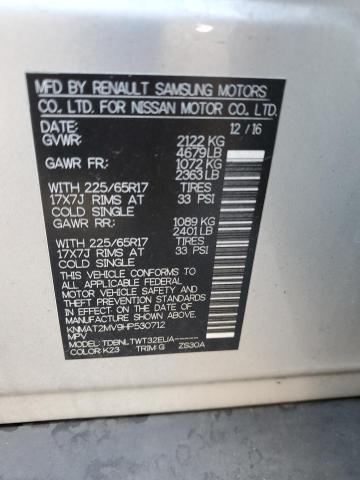 MFD BY RENAULT SAMSUNG MOTORS
CO., LTD. FOR NISSAN MOTOR CO., LTD.
DATE: 12/16
GVWR: 2122 KG
4679LB
GAWR FR: 1072 KG
2363LB
WITH 225/65R17 TIRES
17X7J RIMS AT 33 PSI
COLD SINGLE
GAWR RR: 1089 KG
2401LB
WITH 225/65R17 TIRES
17X7J RIMS AT 33 PSI
COLD SINGLE
THIS VEHICLE CONFORMS TO ALL
APPLICABLE FEDERAL
MOTOR VEHICLE SAFETY, BUMPER,
AND THEFT PREVENTION
STANDARDS IN EFFECT ON THE DATE
OF MANUFACTURE SHOWN ABOVE.
KNMAT2MV9HP530712
MPV
MODEL: TDBNLTWT32EUA-----
COLOR: K23 TRIM: G ZS30A